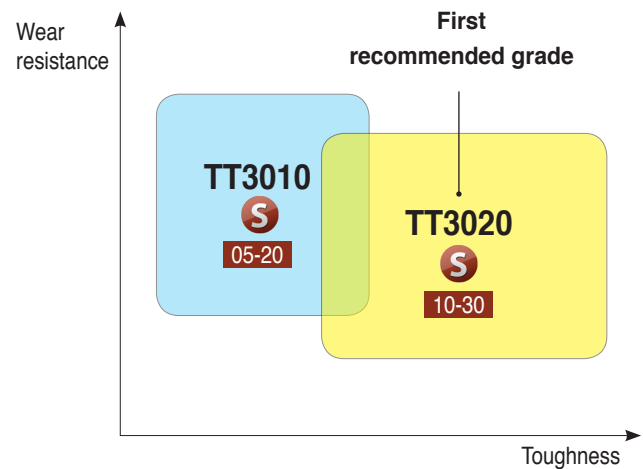 Wear
resistance
First
recommended grade
TT3010
S
05-20
TT3020
S
10-30
Toughness